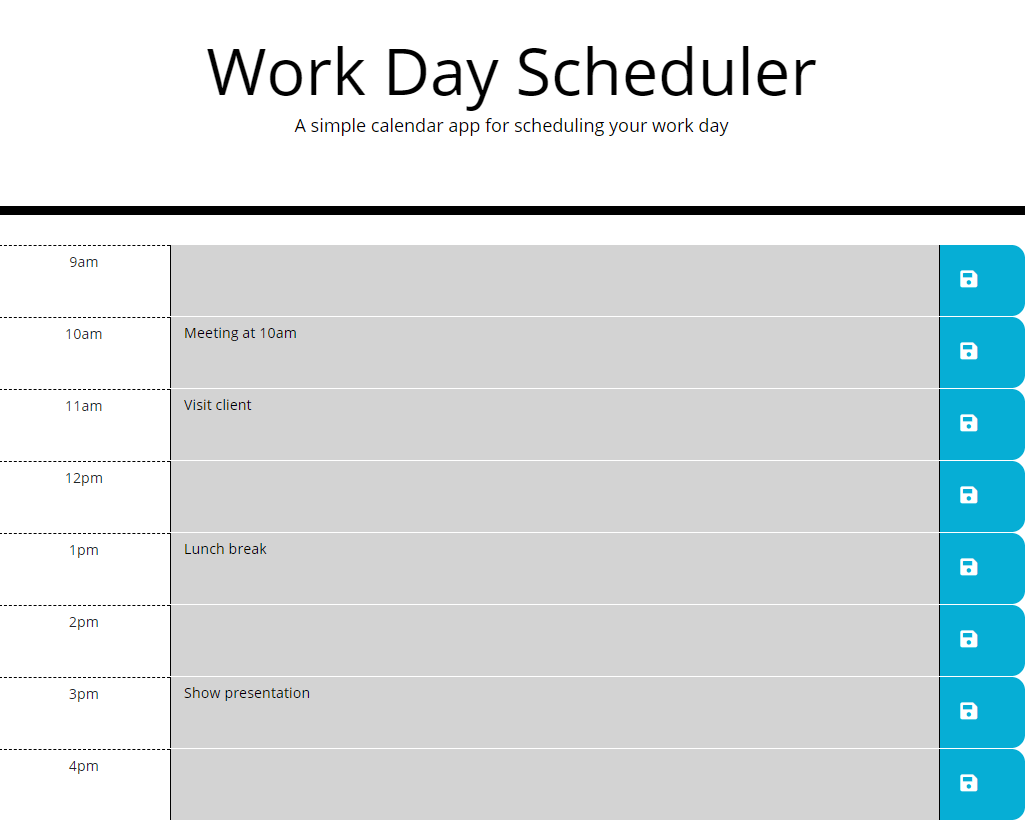 Work Day Scheduler
A simple calendar app for scheduling your work day
9am
10am
Meeting at 10am
11am
Visit client
12pm
1pm
Lunch break
2pm
3pm
Show presentation
4pm